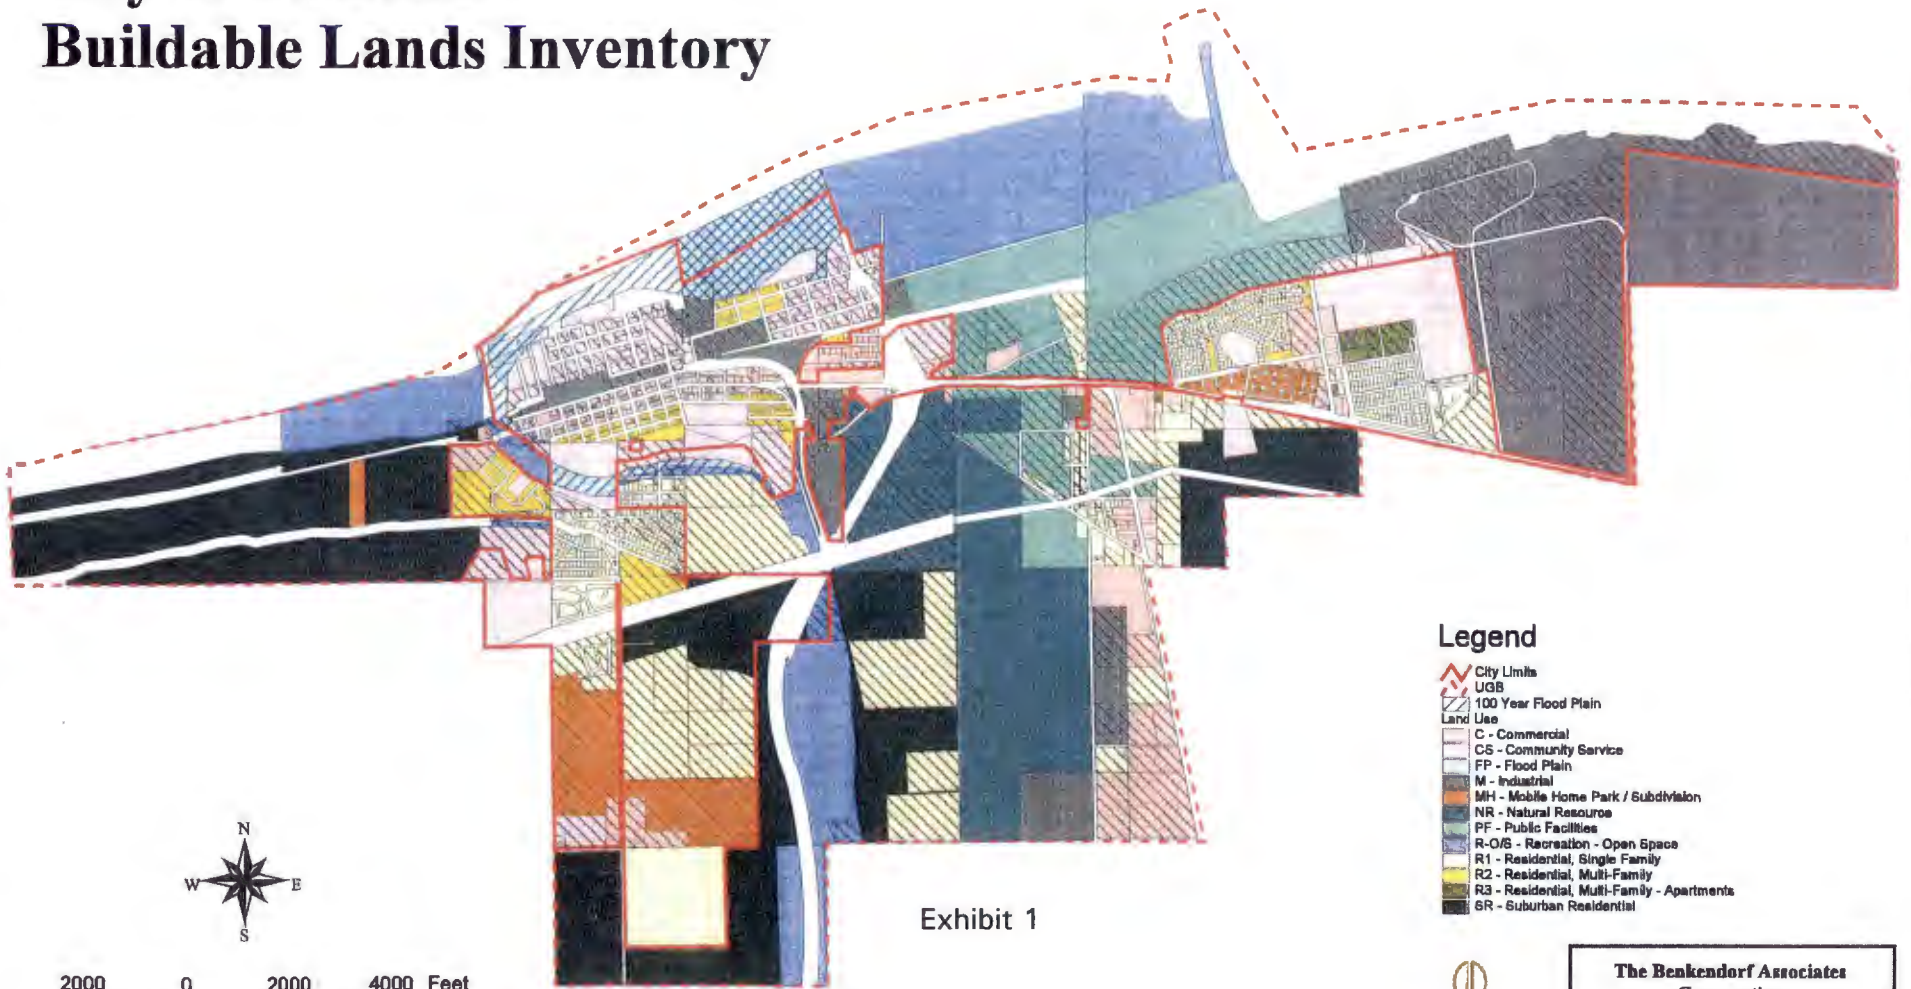 Buildable Lands Inventory
Legend
City Limits
UGB
100 Year Flood Plain
Land Use
C - Commercial
CS - Community Service
FP - Flood Plain
M - Industrial
MH - Mobile Home Park / Subdivision
NR - Natural Resource
PF - Public Facilities
R-O/S - Recreation - Open Space
R1 - Residential, Single Family
R2 - Residential, Multi-Family
R3 - Residential, Multi-Family - Apartments
SR - Suburban Residential
N
W E
S
Exhibit 1
2000 0 2000 4000 Feet
The Benkendorf Associates